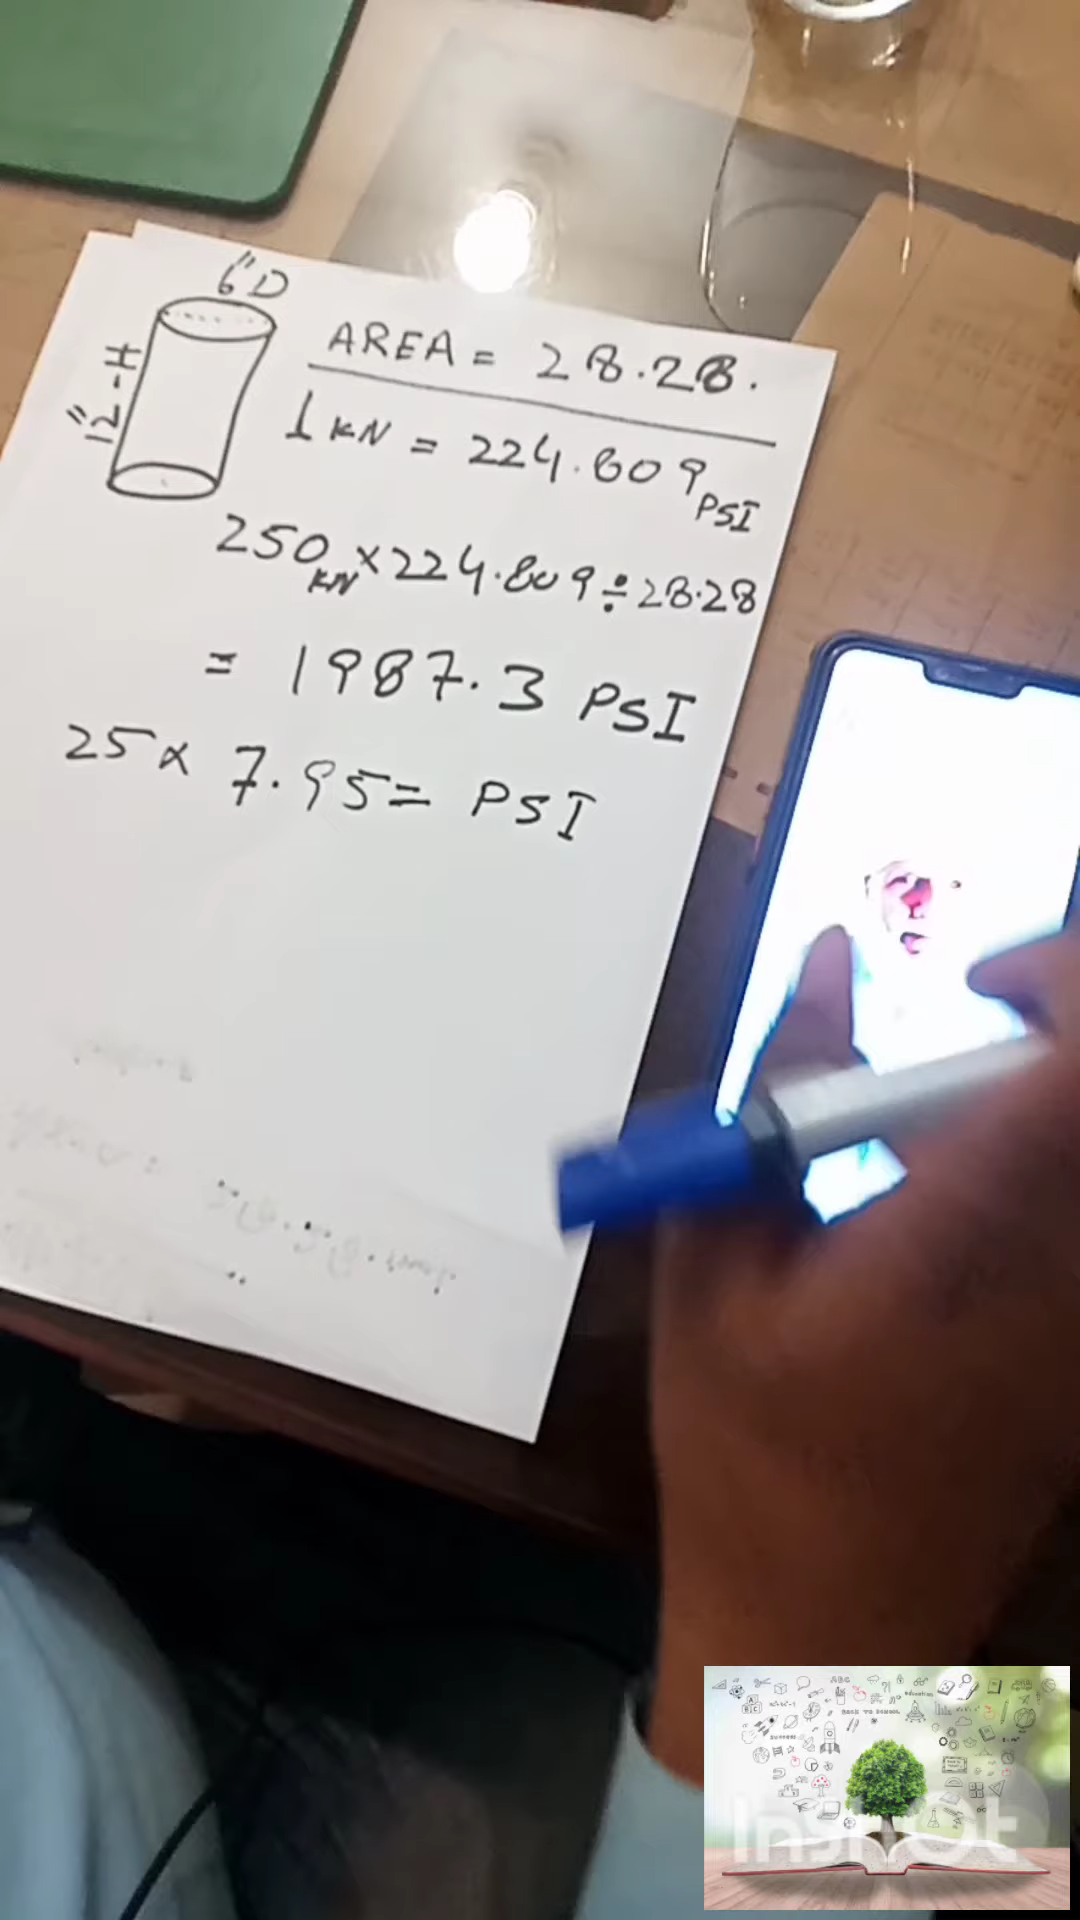 6"D
12"-H
AREA = 28.28.
1 KN = 224.809 PSI
250 KN × 224.809 ÷ 28.28
= 1987.3 PSI
25 × 7.95 = PSI
InShot